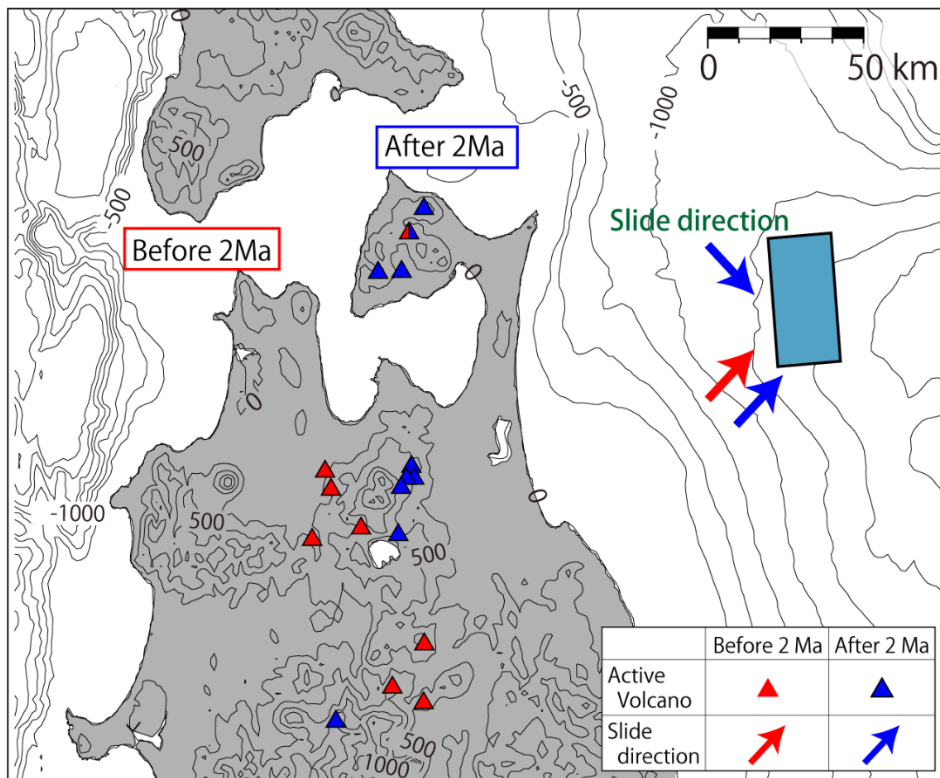 0
-500
0 50 km
-500
-1000
500
After 2Ma
Slide direction
Before 2Ma
0
0
0
-1000
500
500
500
1000
Before 2 Ma After 2 Ma
Active
Volcano
Slide
direction